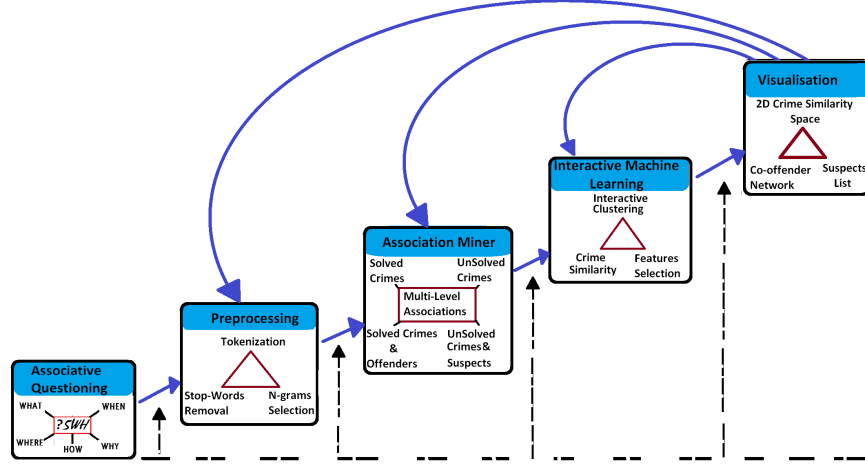 Visualisation
2D Crime Similarity
Space
Co-offender
Network
Suspects
List
Interactive Machine
Learning
Interactive
Clustering
Crime
Similarity
Features
Selection
Association Miner
Solved
Crimes
UnSolved
Crimes
Multi-Level
Associations
Solved Crimes
&
Offenders
UnSolved
Crimes&
Suspects
Preprocessing
Tokenization
Stop-Words
Removal
N-grams
Selection
Associative
Questioning
WHAT
WHEN
?5WH
WHERE
HOW
WHY